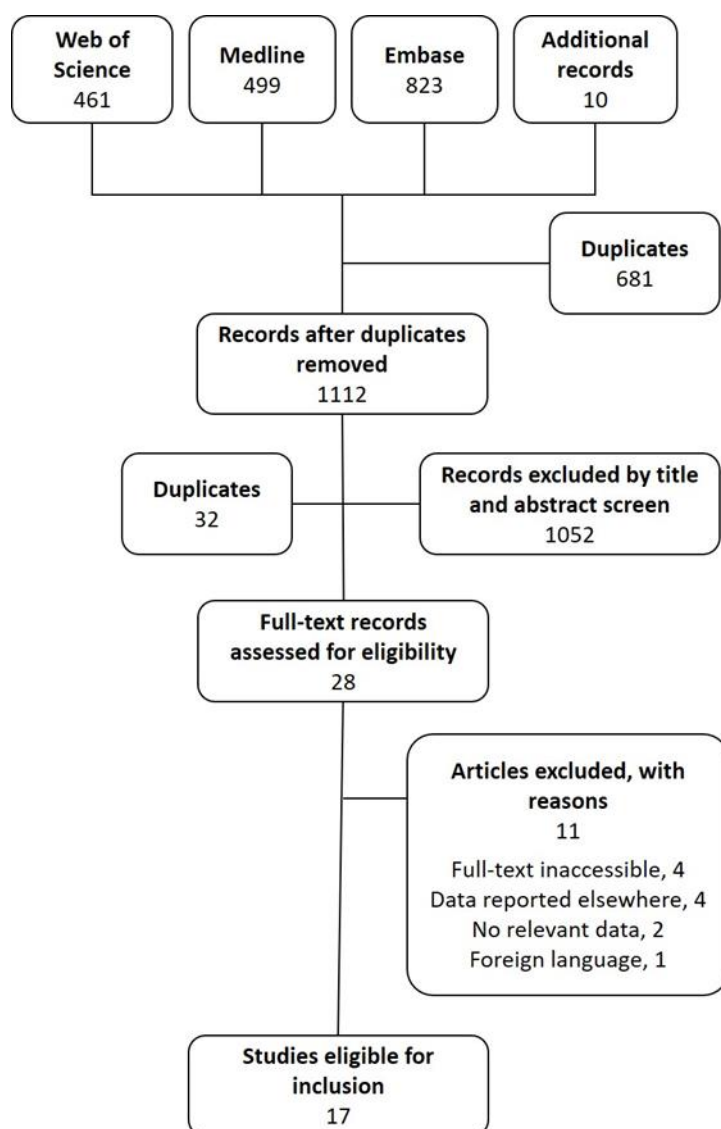 Web of
Science
461
Medline
499
Embase
823
Additional
records
10
Duplicates
681
Records after duplicates
removed
1112
Duplicates
32
Records excluded by title
and abstract screen
1052
Full-text records
assessed for eligibility
28
Articles excluded, with
reasons
11
Full-text inaccessible, 4
Data reported elsewhere, 4
No relevant data, 2
Foreign language, 1
Studies eligible for
inclusion
17